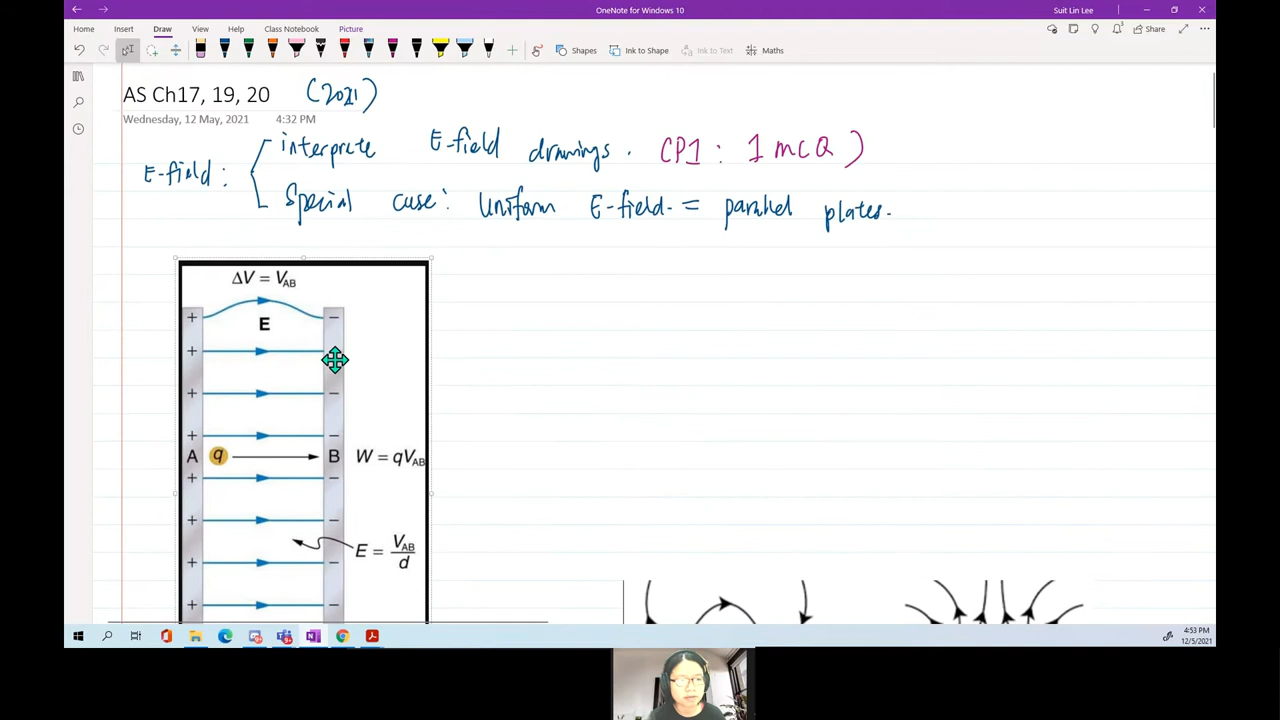 OneNote for Windows 10
Suit Lin Lee
Home Insert Draw View Help Class Notebook Picture
Share
Shapes Ink to Shape Ink to Text Maths
AS Ch17, 19, 20 (2021)
Wednesday, 12 May, 2021 4:32 PM
interprete E-field drawings. (P1: 1 MCQ)
E-field:
Special case: Uniform E-field = parallel plates.
ΔV = VAB
+ −
E
+
+ −
+ −
A q B W = qVAB
+ −
+ −
E = VAB/d
+ −
+ −
4:53 PM
12/5/2021